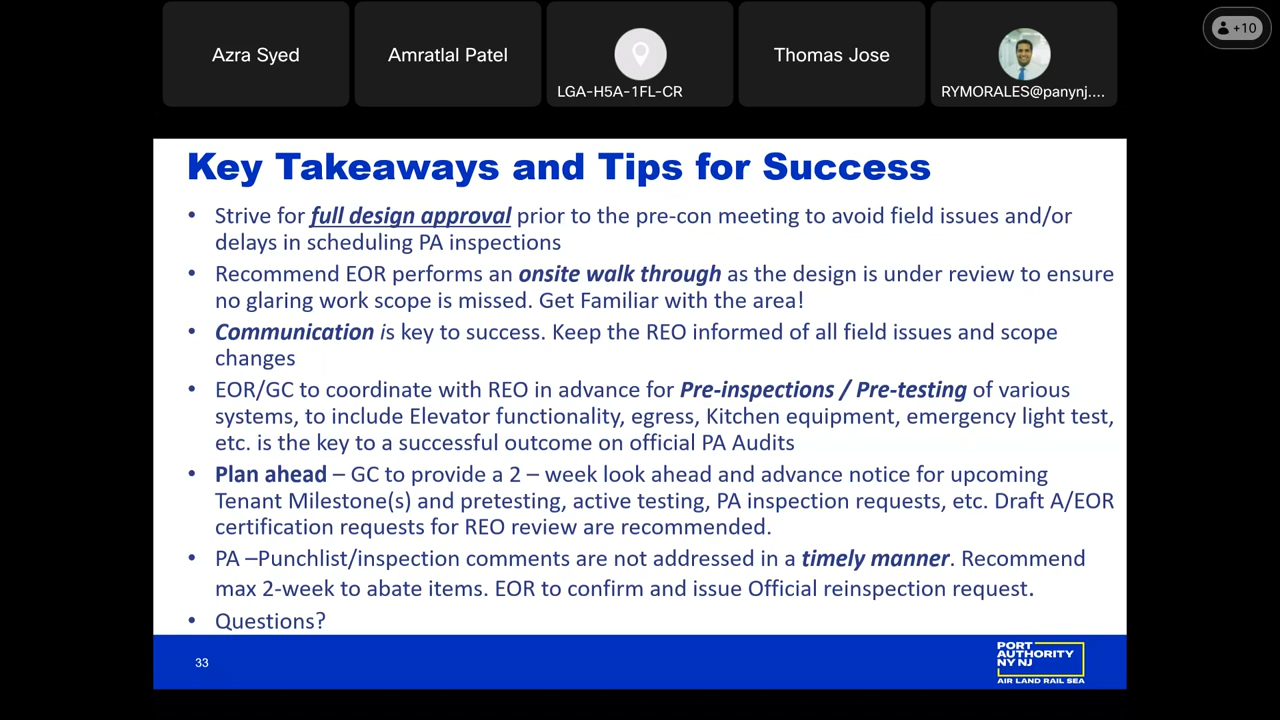 Azra Syed
Amratlal Patel
LGA-H5A-1FL-CR
Thomas Jose
RYMORALES@panynj....
+10
Key Takeaways and Tips for Success
• Strive for full design approval prior to the pre-con meeting to avoid field issues and/or
delays in scheduling PA inspections
• Recommend EOR performs an onsite walk through as the design is under review to ensure
no glaring work scope is missed. Get Familiar with the area!
• Communication is key to success. Keep the REO informed of all field issues and scope
changes
• EOR/GC to coordinate with REO in advance for Pre-inspections / Pre-testing of various
systems, to include Elevator functionality, egress, Kitchen equipment, emergency light test,
etc. is the key to a successful outcome on official PA Audits
• Plan ahead – GC to provide a 2 – week look ahead and advance notice for upcoming
Tenant Milestone(s) and pretesting, active testing, PA inspection requests, etc. Draft A/EOR
certification requests for REO review are recommended.
• PA –Punchlist/inspection comments are not addressed in a timely manner. Recommend
max 2-week to abate items. EOR to confirm and issue Official reinspection request.
• Questions?
33
PORT
AUTHORITY
NY NJ
AIR LAND RAIL SEA